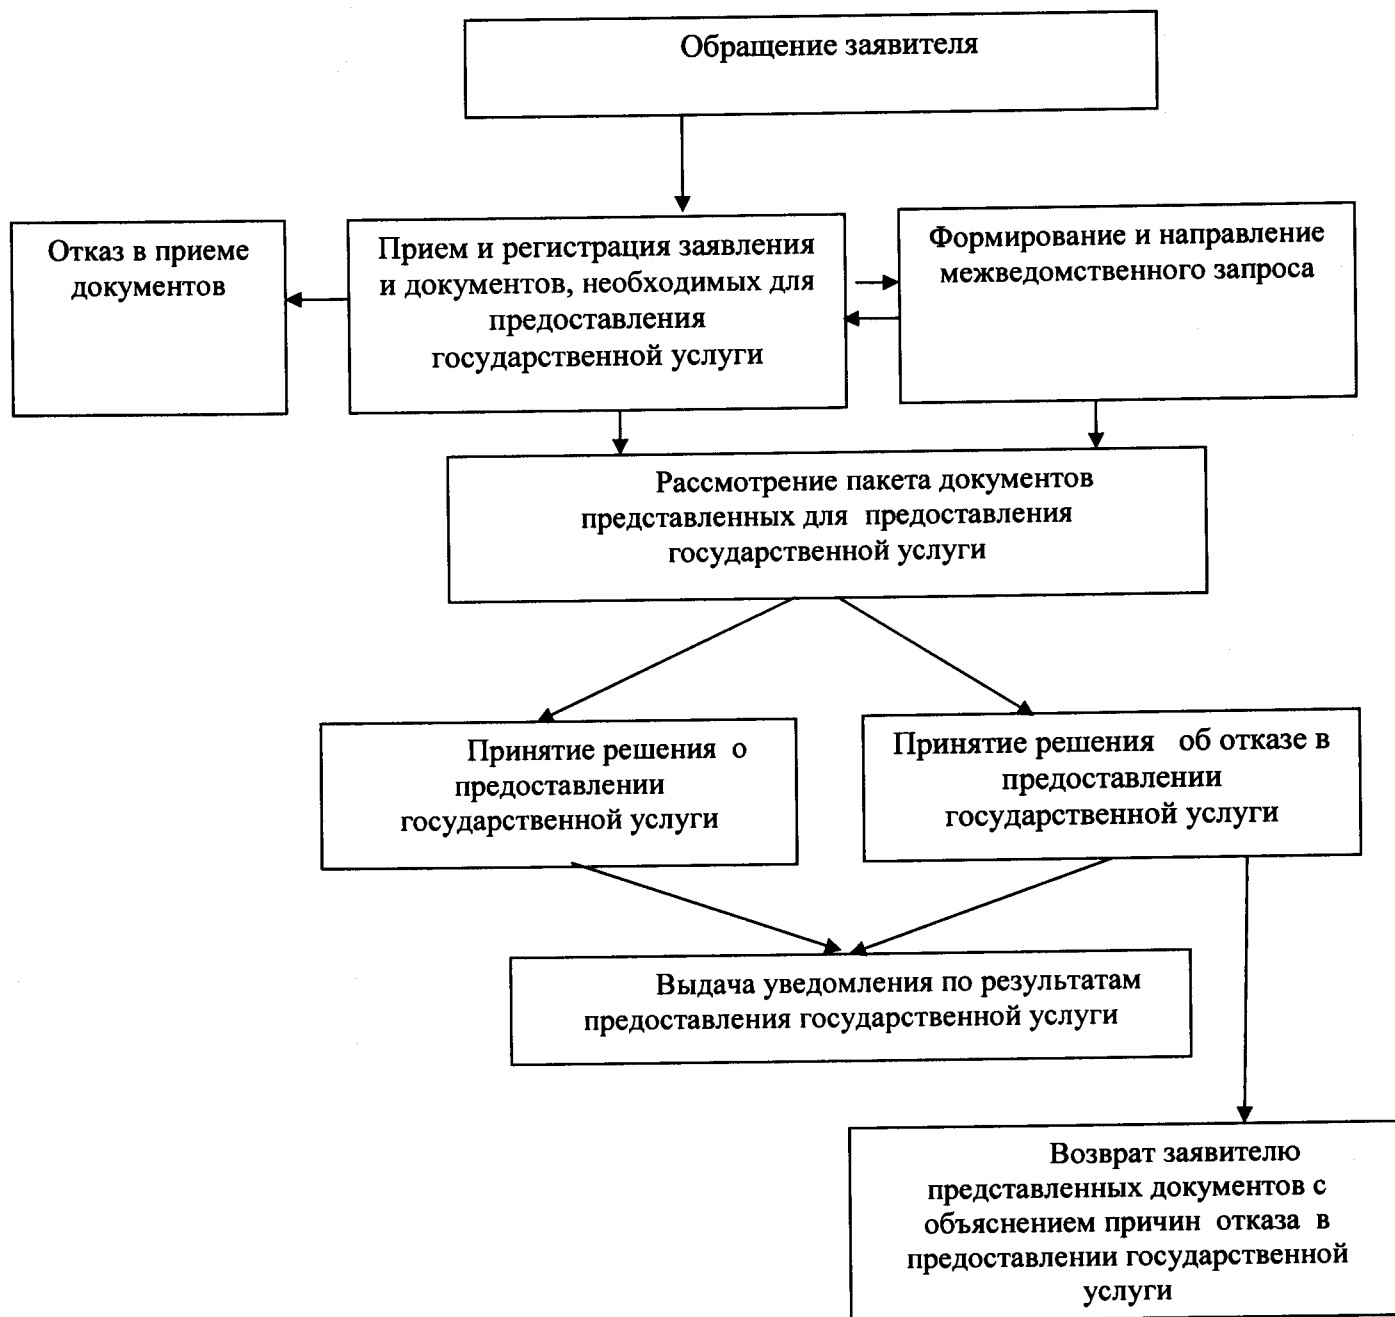 Обращение заявителя
Отказ в приеме
документов
Прием и регистрация заявления
и документов, необходимых для
предоставления
государственной услуги
Формирование и направление
межведомственного запроса
Рассмотрение пакета документов
представленных для предоставления
государственной услуги
Принятие решения о
предоставлении
государственной услуги
Принятие решения об отказе в
предоставлении
государственной услуги
Выдача уведомления по результатам
предоставления государственной услуги
Возврат заявителю
представленных документов с
объяснением причин отказа в
предоставлении государственной
услуги